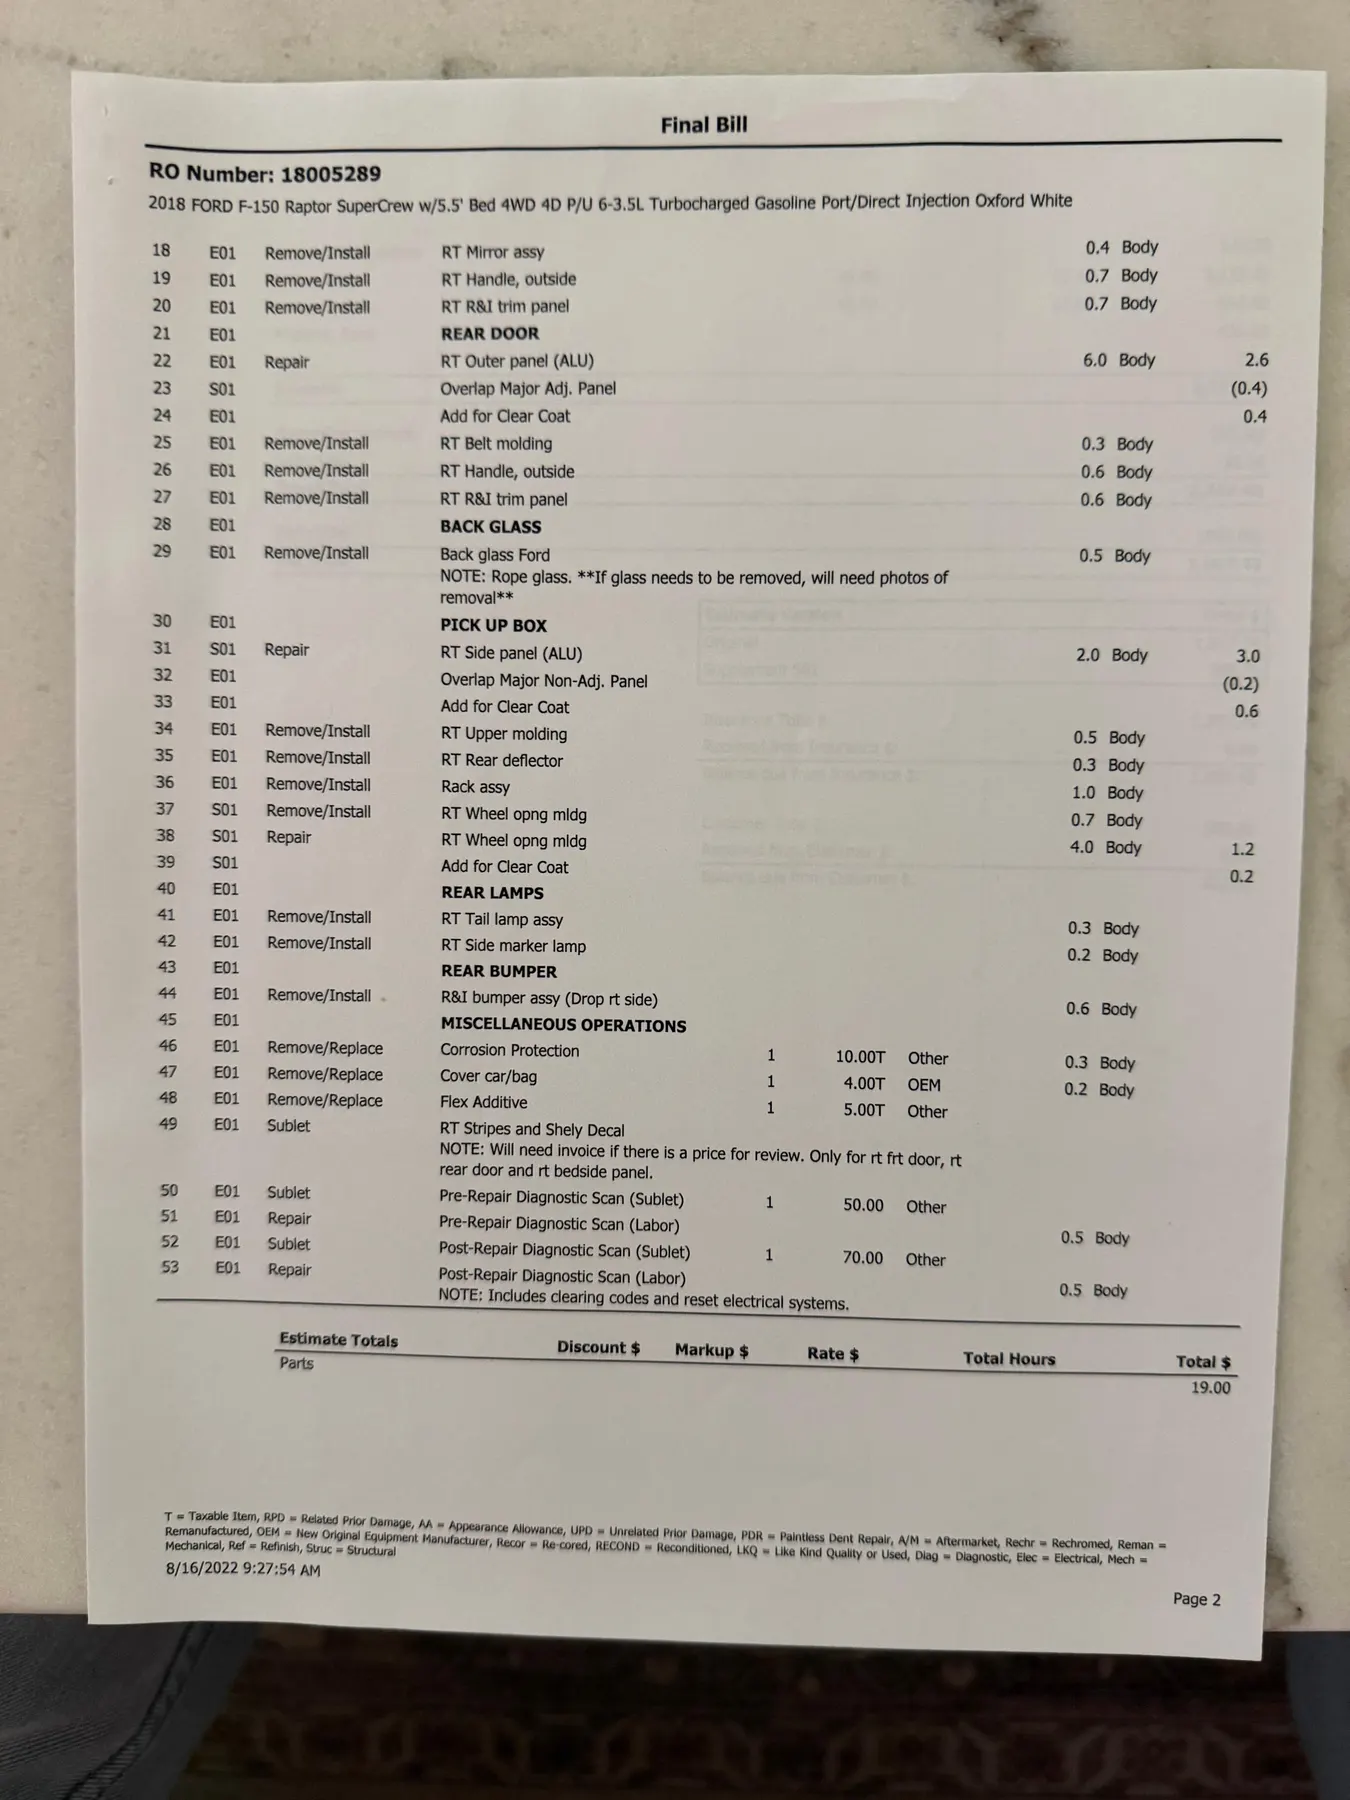 Final Bill
RO Number: 18005289
2018 FORD F-150 Raptor SuperCrew w/5.5' Bed 4WD 4D P/U 6-3.5L Turbocharged Gasoline Port/Direct Injection Oxford White
18 E01 Remove/Install RT Mirror assy 0.4 Body
19 E01 Remove/Install RT Handle, outside 0.7 Body
20 E01 Remove/Install RT R&I trim panel 0.7 Body
21 E01 REAR DOOR
22 E01 Repair RT Outer panel (ALU) 6.0 Body 2.6
23 S01 Overlap Major Adj. Panel (0.4)
24 E01 Add for Clear Coat 0.4
25 E01 Remove/Install RT Belt molding 0.3 Body
26 E01 Remove/Install RT Handle, outside 0.6 Body
27 E01 Remove/Install RT R&I trim panel 0.6 Body
28 E01 BACK GLASS
29 E01 Remove/Install Back glass Ford 0.5 Body
NOTE: Rope glass. **If glass needs to be removed, will need photos of
removal**
30 E01 PICK UP BOX
31 S01 Repair RT Side panel (ALU) 2.0 Body 3.0
32 E01 Overlap Major Non-Adj. Panel (0.2)
33 E01 Add for Clear Coat 0.6
34 E01 Remove/Install RT Upper molding 0.5 Body
35 E01 Remove/Install RT Rear deflector 0.3 Body
36 E01 Remove/Install Rack assy 1.0 Body
37 S01 Remove/Install RT Wheel opng mldg 0.7 Body
38 S01 Repair RT Wheel opng mldg 4.0 Body 1.2
39 S01 Add for Clear Coat 0.2
40 E01 REAR LAMPS
41 E01 Remove/Install RT Tail lamp assy 0.3 Body
42 E01 Remove/Install RT Side marker lamp 0.2 Body
43 E01 REAR BUMPER
44 E01 Remove/Install R&I bumper assy (Drop rt side) 0.6 Body
45 E01 MISCELLANEOUS OPERATIONS
46 E01 Remove/Replace Corrosion Protection 1 10.00T Other 0.3 Body
47 E01 Remove/Replace Cover car/bag 1 4.00T OEM 0.2 Body
48 E01 Remove/Replace Flex Additive 1 5.00T Other
49 E01 Sublet RT Stripes and Shely Decal
NOTE: Will need invoice if there is a price for review. Only for rt frt door, rt
rear door and rt bedside panel.
50 E01 Sublet Pre-Repair Diagnostic Scan (Sublet) 1 50.00 Other
51 E01 Repair Pre-Repair Diagnostic Scan (Labor) 0.5 Body
52 E01 Sublet Post-Repair Diagnostic Scan (Sublet) 1 70.00 Other
53 E01 Repair Post-Repair Diagnostic Scan (Labor) 0.5 Body
NOTE: Includes clearing codes and reset electrical systems.
Estimate Totals Discount $ Markup $ Rate $ Total Hours Total $
Parts 19.00
T = Taxable Item, RPD = Related Prior Damage, AA = Appearance Allowance, UPD = Unrelated Prior Damage, PDR = Paintless Dent Repair, A/M = Aftermarket, Rechr = Rechromed, Reman =
Remanufactured, OEM = New Original Equipment Manufacturer, Recor = Re-cored, RECOND = Reconditioned, LKQ = Like Kind Quality or Used, Diag = Diagnostic, Elec = Electrical, Mech =
Mechanical, Ref = Refinish, Struc = Structural
8/16/2022 9:27:54 AM
Page 2